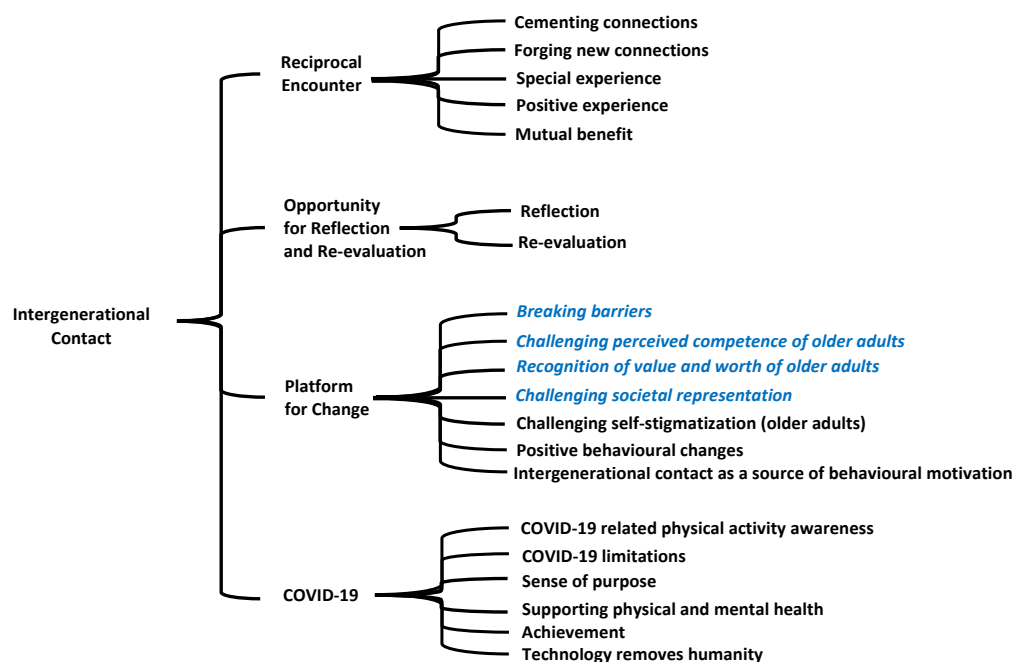 Intergenerational
Contact
Reciprocal
Encounter
Cementing connections
Forging new connections
Special experience
Positive experience
Mutual benefit
Opportunity
for Reflection
and Re-evaluation
Reflection
Re-evaluation
Platform
for Change
Breaking barriers
Challenging perceived competence of older adults
Recognition of value and worth of older adults
Challenging societal representation
Challenging self-stigmatization (older adults)
Positive behavioural changes
Intergenerational contact as a source of behavioural motivation
COVID-19
COVID-19 related physical activity awareness
COVID-19 limitations
Sense of purpose
Supporting physical and mental health
Achievement
Technology removes humanity